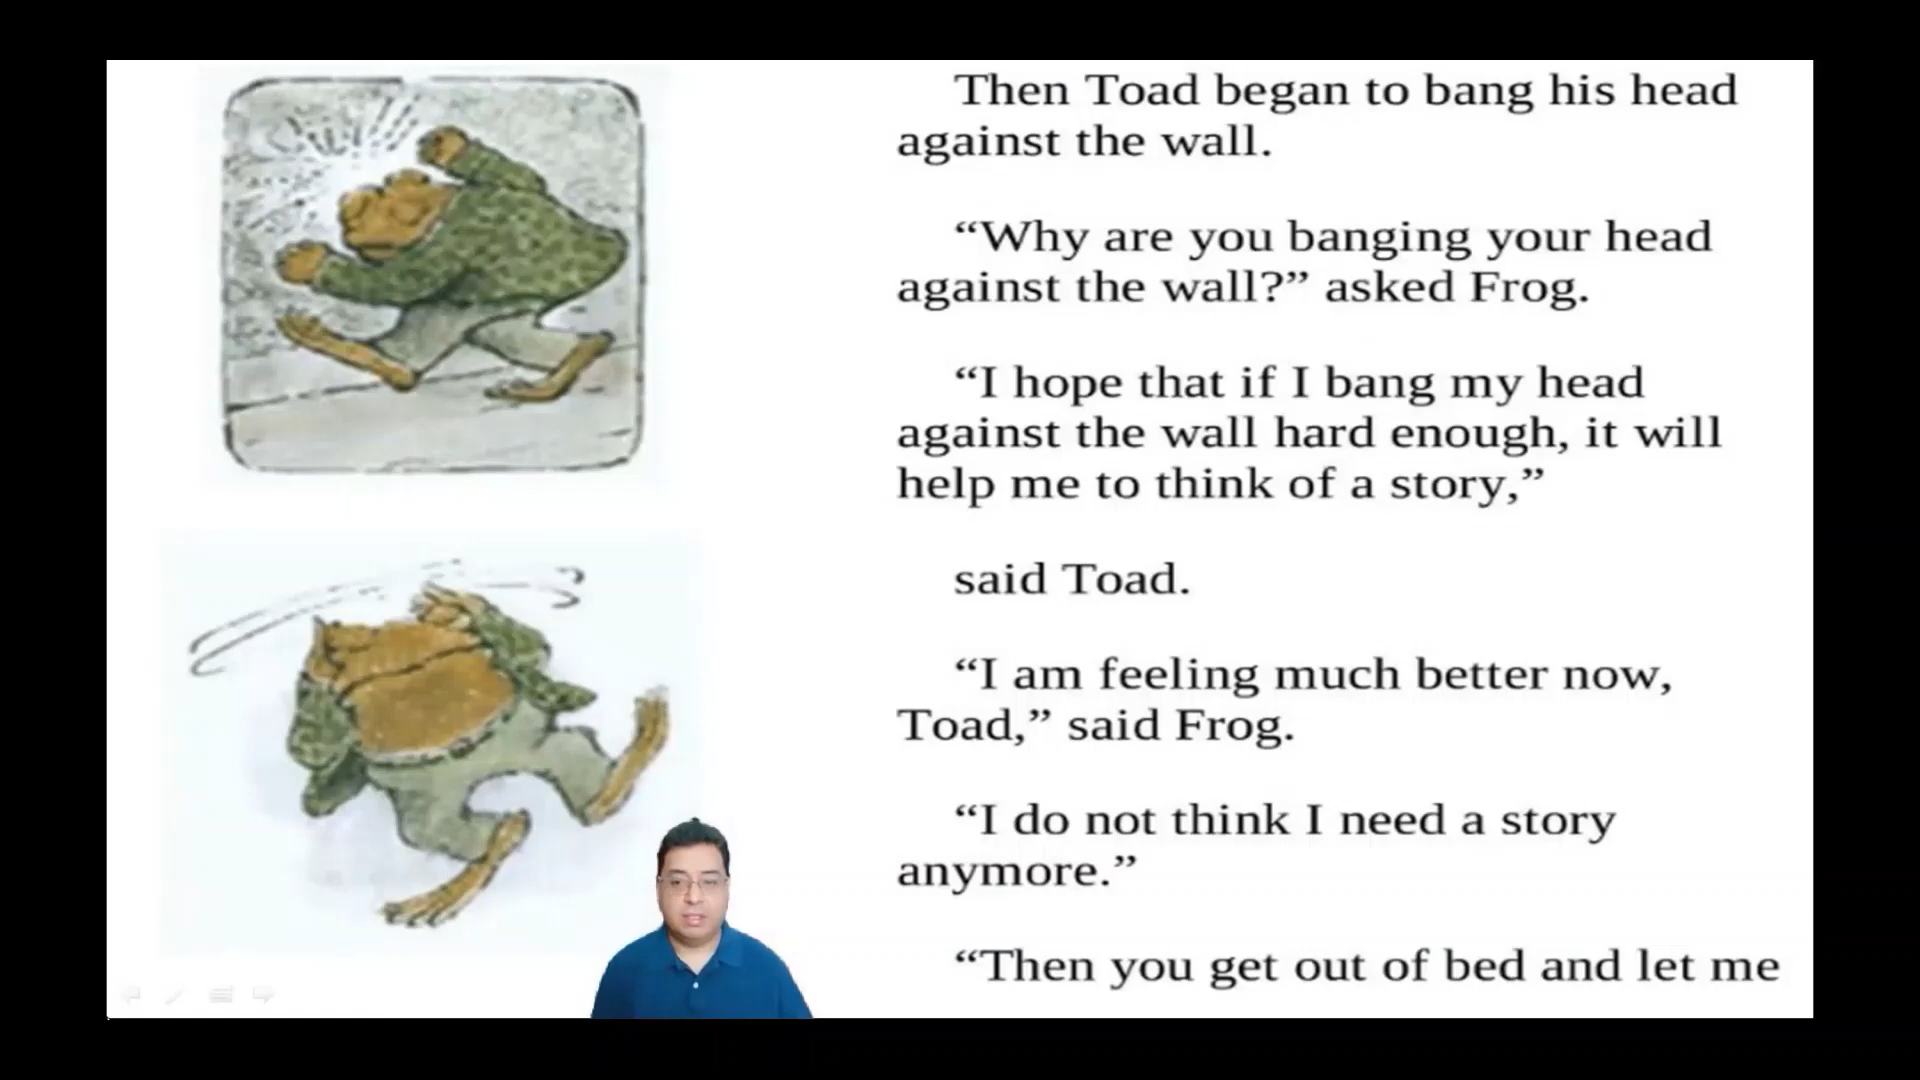 Then Toad began to bang his head
against the wall.
“Why are you banging your head
against the wall?” asked Frog.
“I hope that if I bang my head
against the wall hard enough, it will
help me to think of a story,”
said Toad.
“I am feeling much better now,
Toad,” said Frog.
“I do not think I need a story
anymore.”
“Then you get out of bed and let me